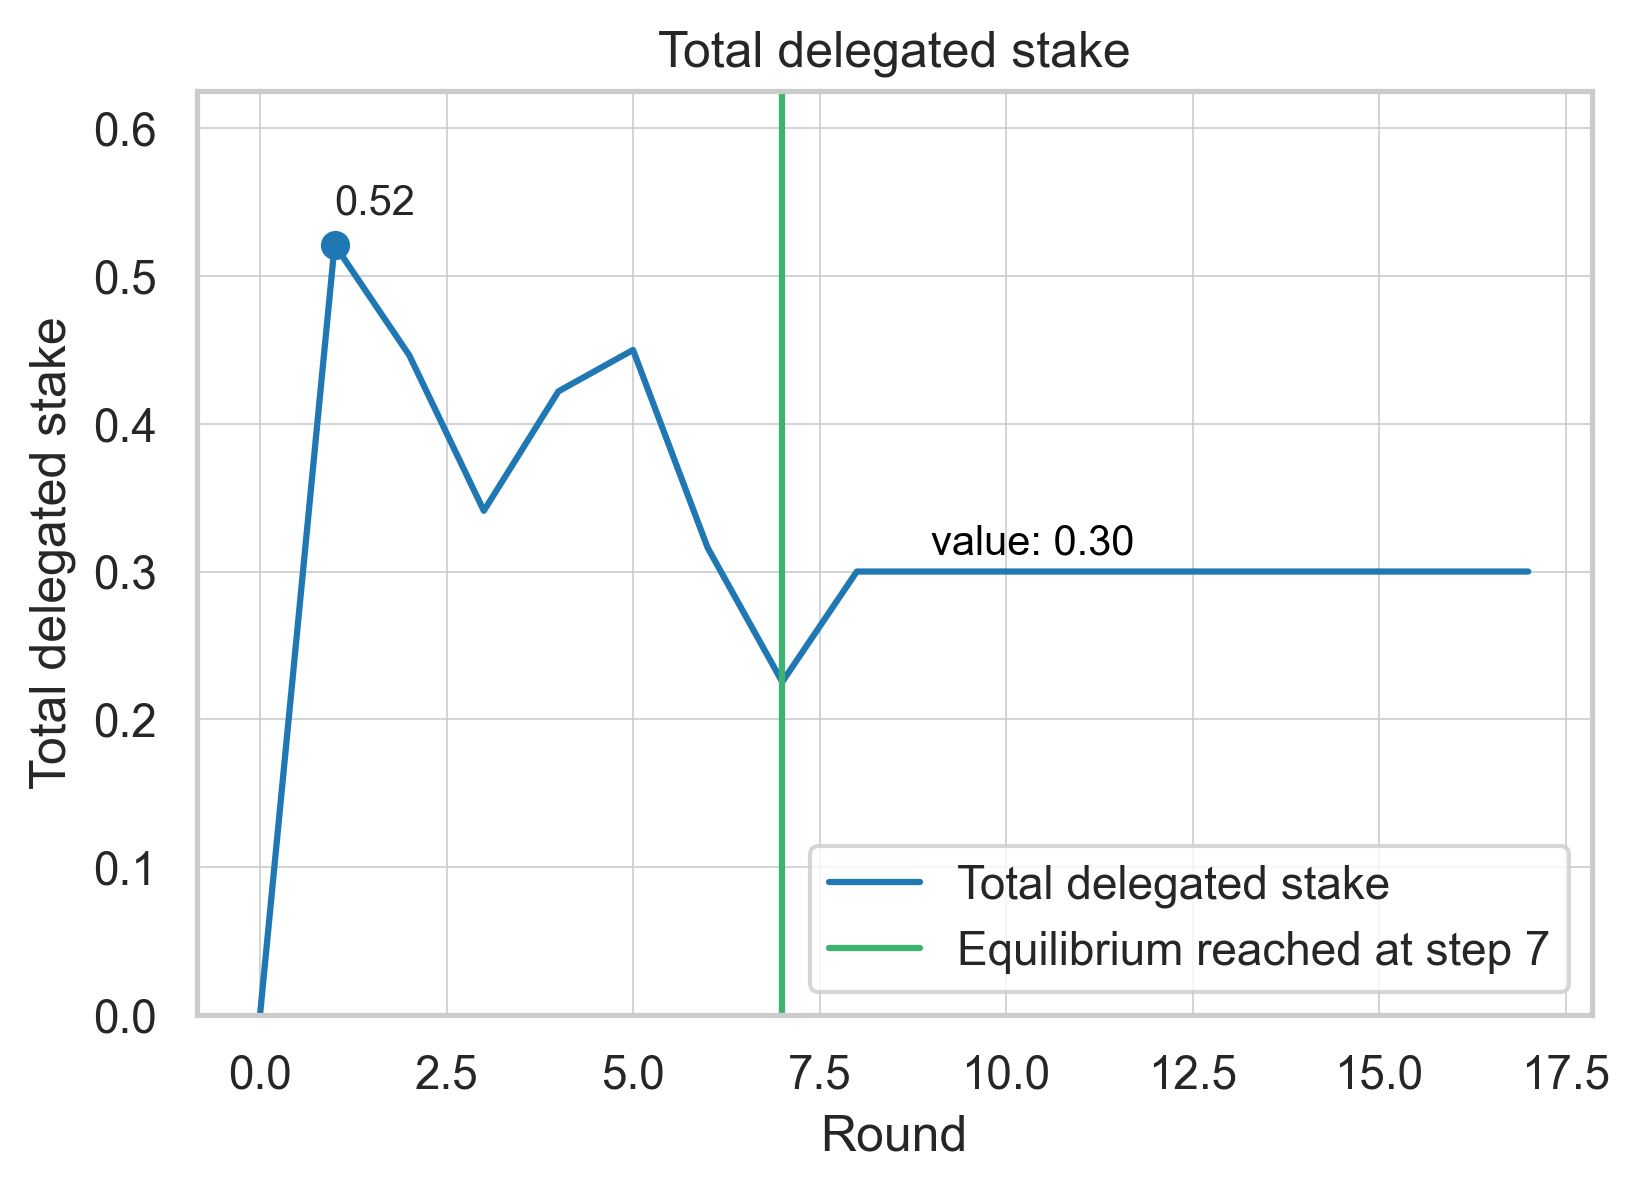 Total delegated stake
0.6
0.5
0.4
0.3
0.2
0.1
0.0
Total delegated stake
0.52
value: 0.30
Total delegated stake
Equilibrium reached at step 7
0.0 2.5 5.0 7.5 10.0 12.5 15.0 17.5
Round